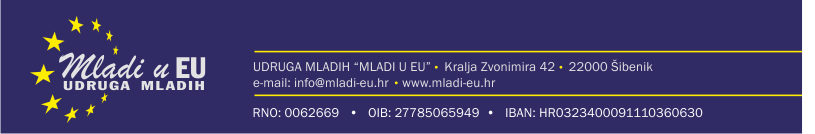 Mladi u EU
UDRUGA MLADIH
UDRUGA MLADIH "MLADI U EU" • Kralja Zvonimira 42 • 22000 Šibenik
e-mail: info@mladi-eu.hr • www.mladi-eu.hr
RNO: 0062669 • OIB: 27785065949 • IBAN: HR0323400091110360630